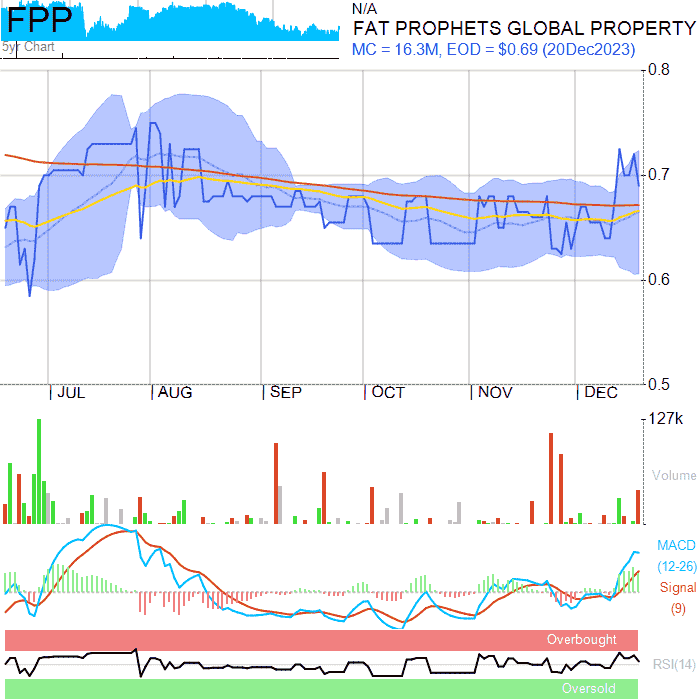 FPP
5yr Chart
N/A
FAT PROPHETS GLOBAL PROPERTY
MC = 16.3M, EOD = $0.69 (20Dec2023)
0.8
0.7
0.6
0.5
JUL AUG SEP OCT NOV DEC
127k
Volume
MACD
(12-26)
Signal
(9)
Overbought
RSI(14)
Oversold